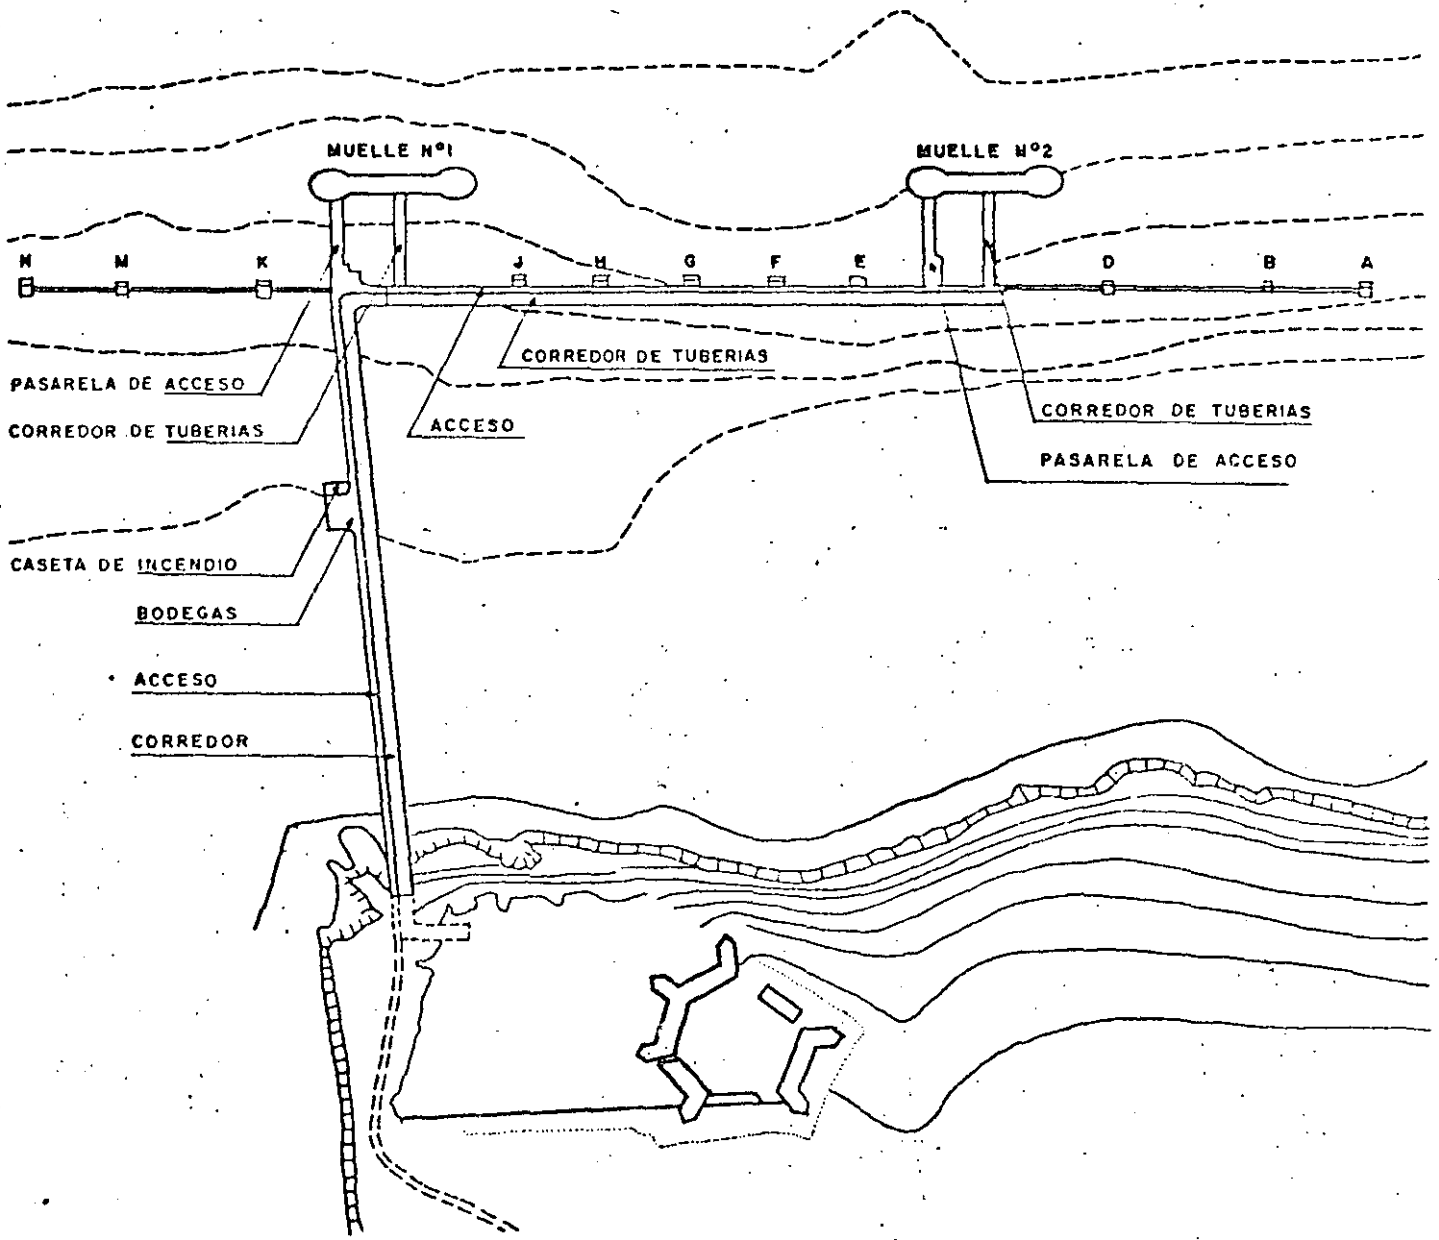 MUELLE Nº1
MUELLE Nº2
N
M
K
J
H
G
F
E
D
B
A
PASARELA DE ACCESO
CORREDOR DE TUBERIAS
CORREDOR DE TUBERIAS
ACCESO
CORREDOR DE TUBERIAS
PASARELA DE ACCESO
CASETA DE INCENDIO
BODEGAS
ACCESO
CORREDOR